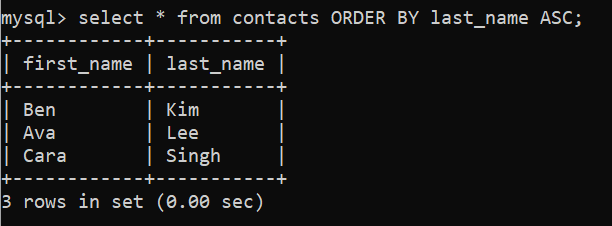 mysql> select * from contacts ORDER BY last_name ASC;
+------------+-----------+
| first_name | last_name |
+------------+-----------+
| Ben        | Kim       |
| Ava        | Lee       |
| Cara       | Singh     |
+------------+-----------+
3 rows in set (0.00 sec)